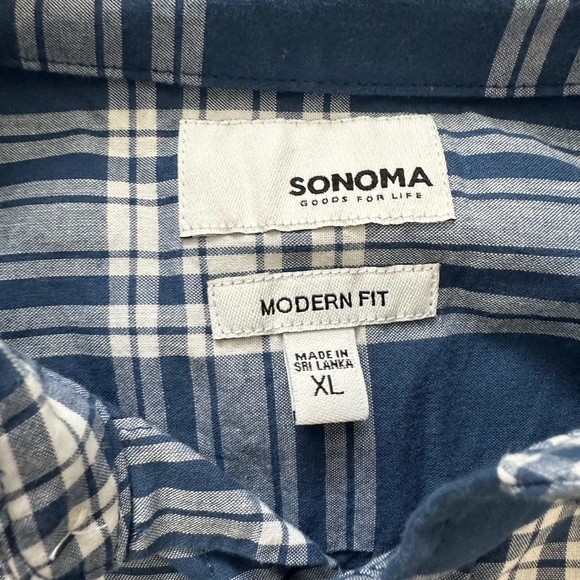 SONOMA
GOODS FOR LIFE
MODERN FIT
MADE IN
SRI LANKA
XL